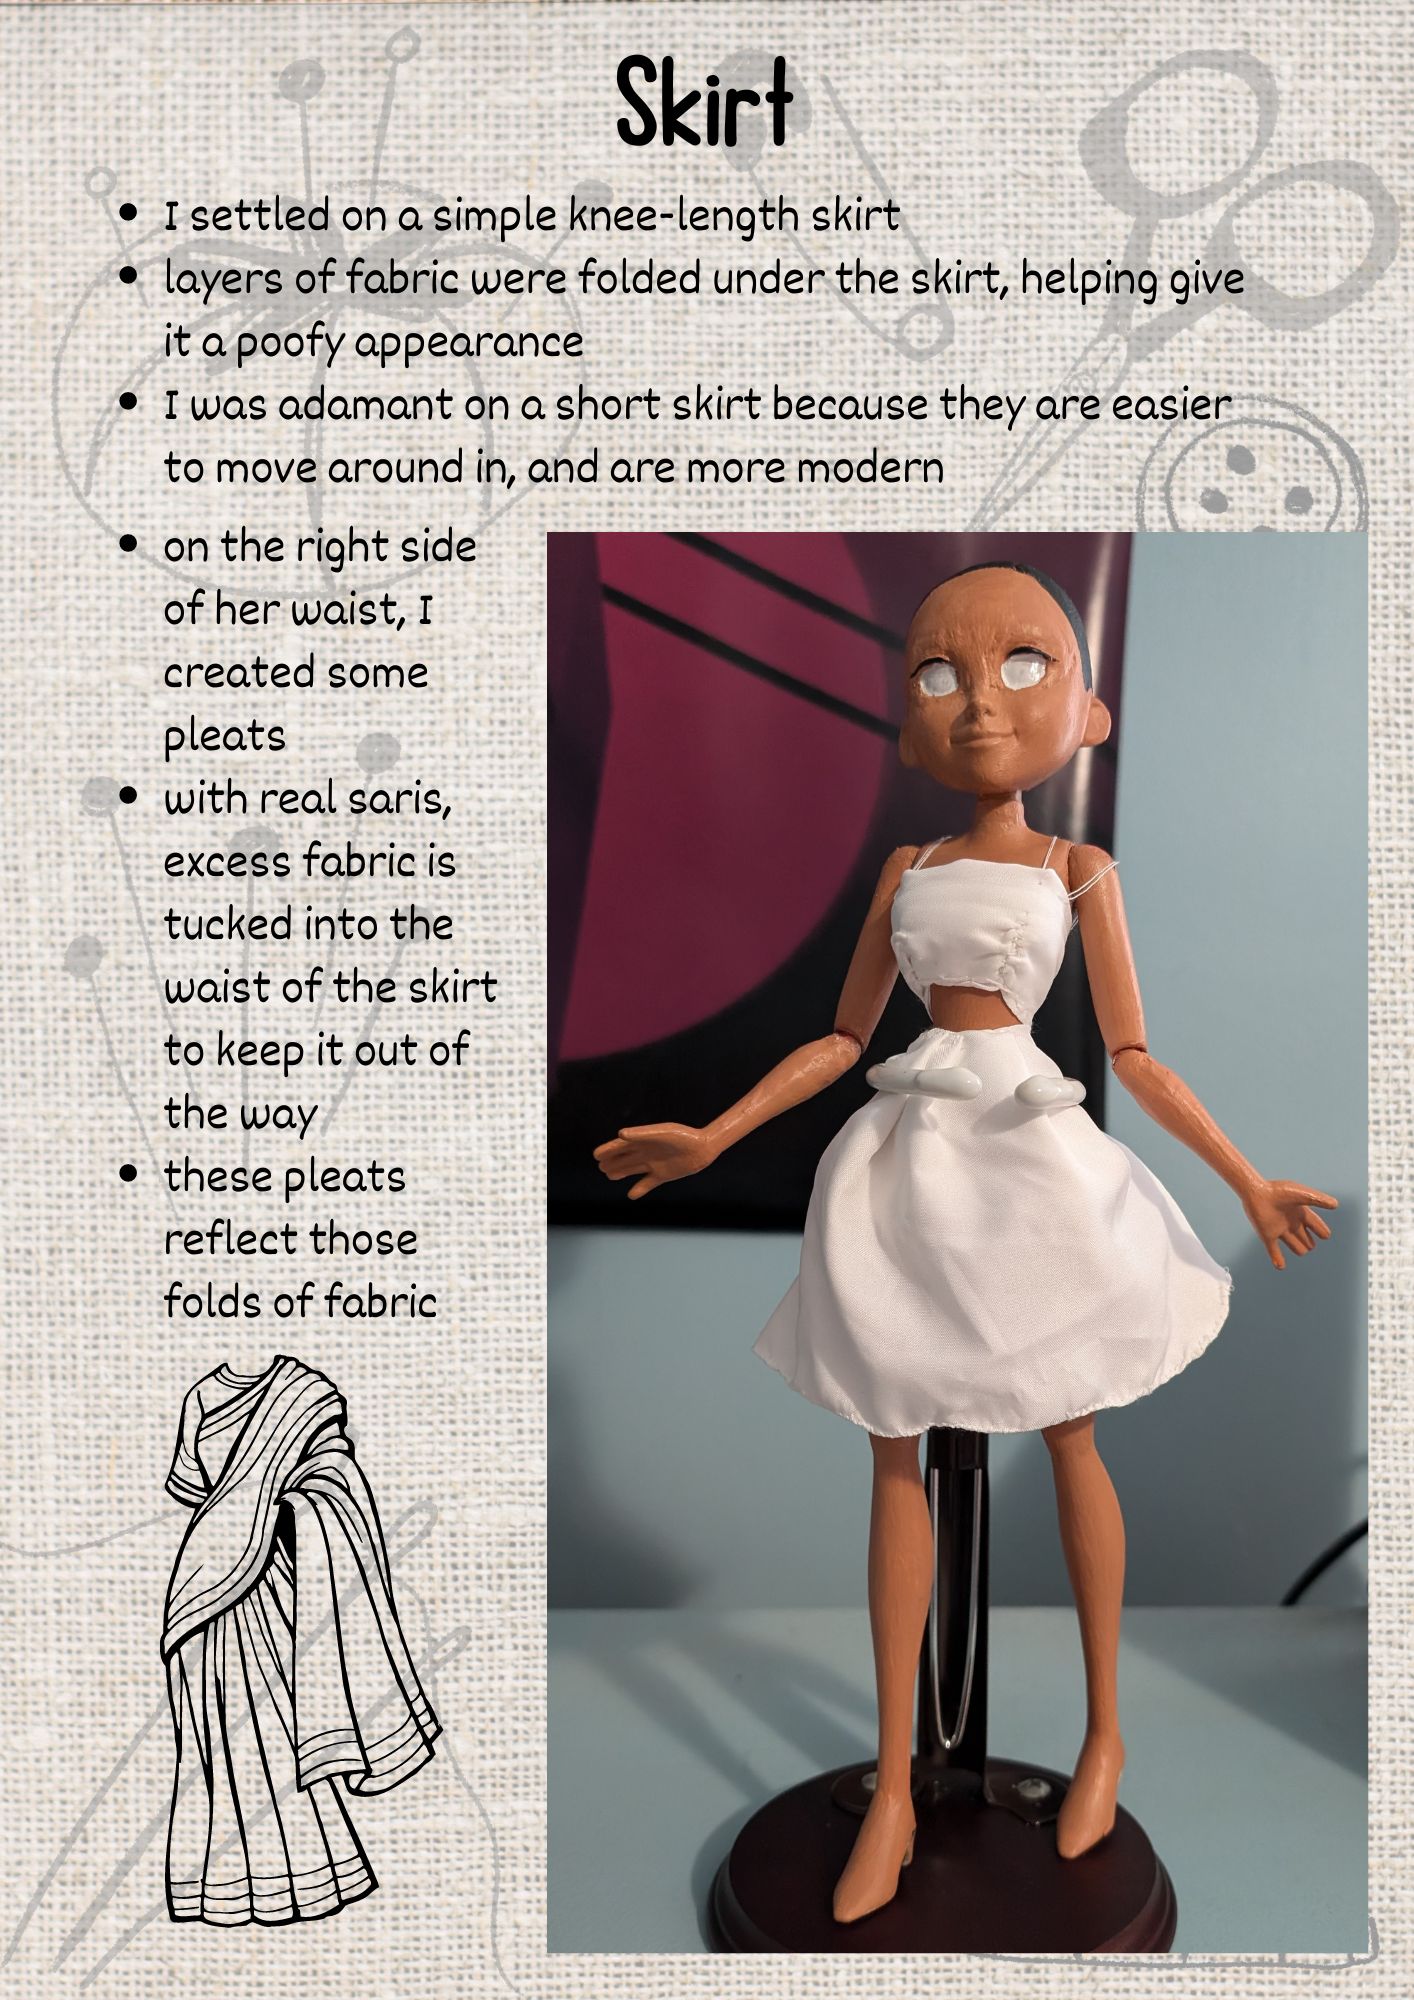 Skirt
• I settled on a simple knee-length skirt
• layers of fabric were folded under the skirt, helping give
it a poofy appearance
• I was adamant on a short skirt because they are easier
to move around in, and are more modern
• on the right side
of her waist, I
created some
pleats
• with real saris,
excess fabric is
tucked into the
waist of the skirt
to keep it out of
the way
• these pleats
reflect those
folds of fabric